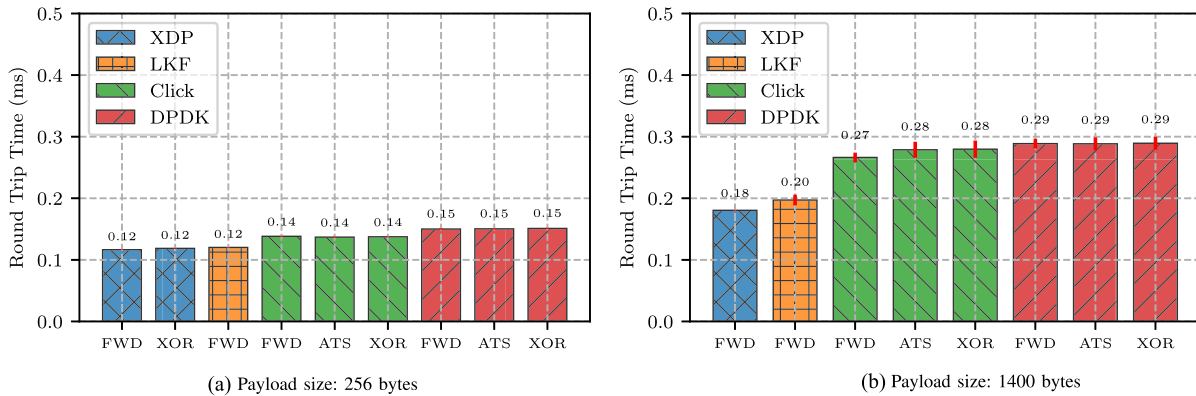 0.5
0.4
0.3
0.2
0.1
0.0
Round Trip Time (ms)
XDP
LKF
Click
DPDK
0.12
0.12
0.12
0.14
0.14
0.14
0.15
0.15
0.15
FWD XOR FWD FWD ATS XOR FWD ATS XOR
(a) Payload size: 256 bytes
0.5
0.4
0.3
0.2
0.1
0.0
Round Trip Time (ms)
XDP
LKF
Click
DPDK
0.18
0.20
0.27
0.28
0.28
0.29
0.29
0.29
FWD FWD FWD ATS XOR FWD ATS XOR
(b) Payload size: 1400 bytes